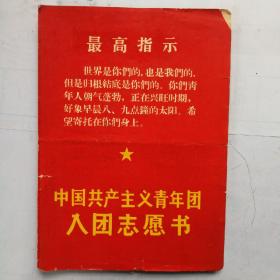 最高指示
世界是你們的,也是我們的,
但是归根結底是你們的。你們青
年人朝气蓬勃,正在兴旺时期,
好象早晨八、九点鐘的太阳。希
望寄托在你們身上。
中国共产主义青年团
入团志愿书